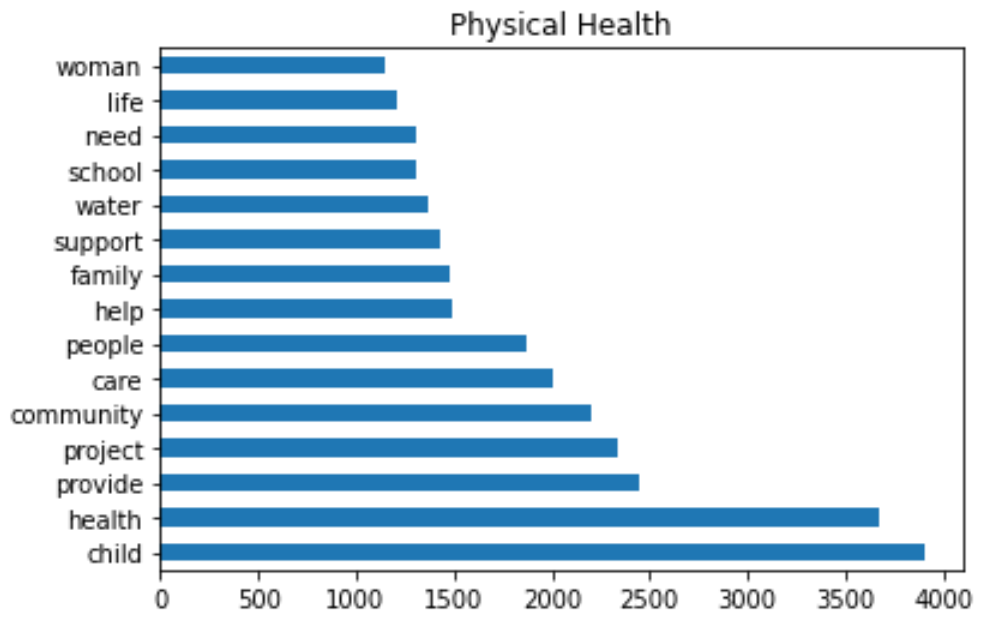 Physical Health
woman
life
need
school
water
support
family
help
people
care
community
project
provide
health
child
0 500 1000 1500 2000 2500 3000 3500 4000